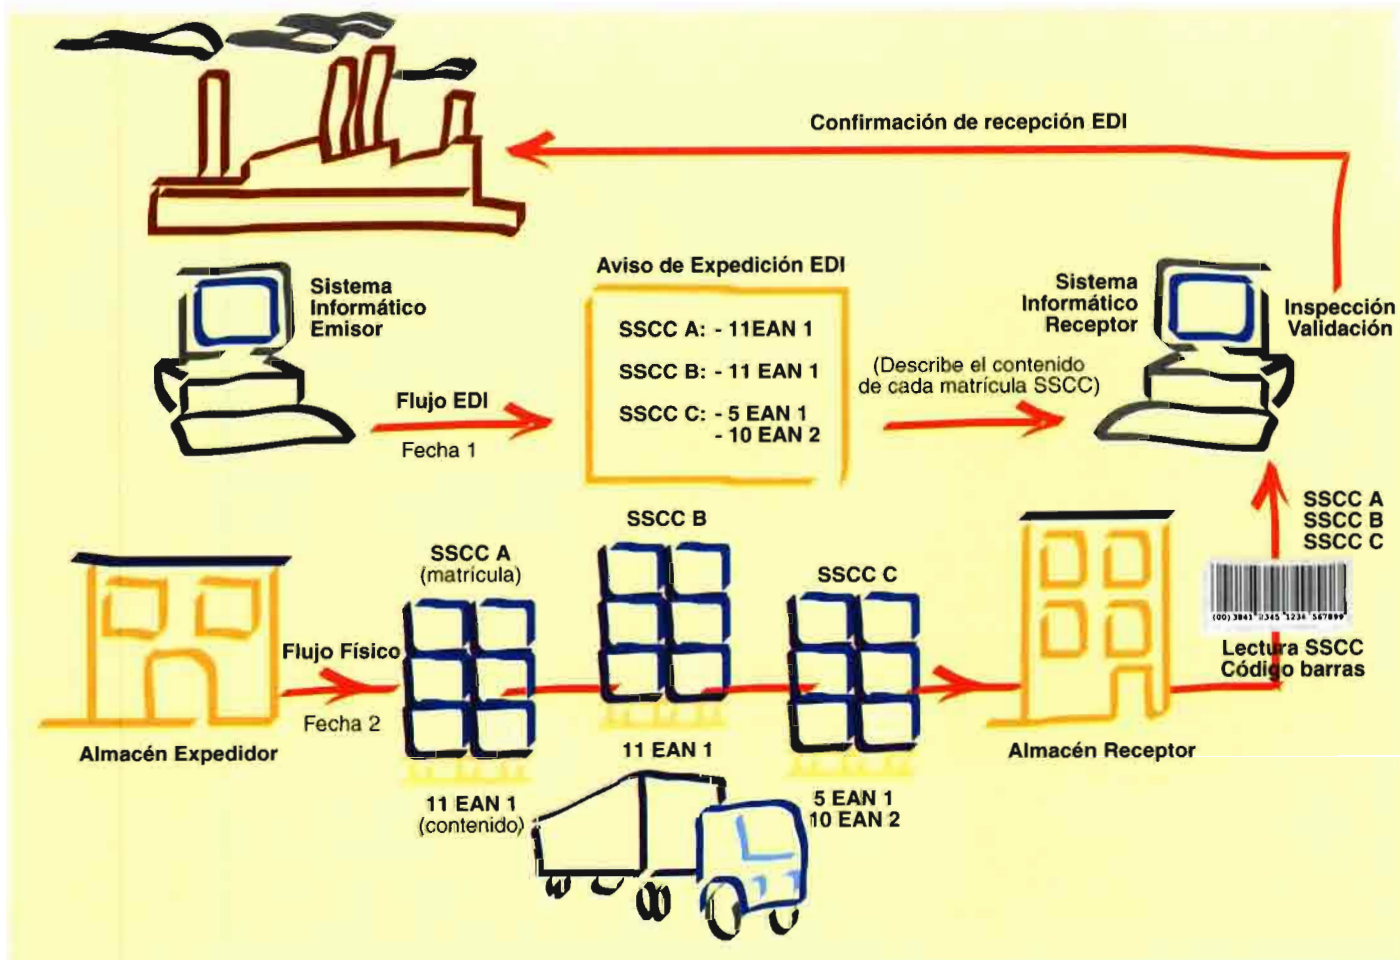 Confirmación de recepción EDI
Aviso de Expedición EDI
Sistema
Informático
Emisor
SSCC A: - 11EAN 1
SSCC B: - 11 EAN 1
SSCC C: - 5 EAN 1
- 10 EAN 2
Sistema
Informático
Receptor
Inspección
Validación
(Describe el contenido
de cada matrícula SSCC)
Flujo EDI
Fecha 1
SSCC A
SSCC B
SSCC C
SSCC A
(matrícula)
SSCC B
SSCC C
Lectura SSCC
Código barras
Flujo Físico
Fecha 2
Almacén Expedidor
11 EAN 1
(contenido)
11 EAN 1
5 EAN 1
10 EAN 2
Almacén Receptor